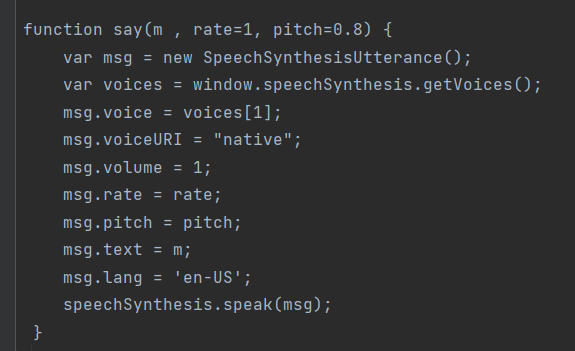 function say(m , rate=1, pitch=0.8) {
    var msg = new SpeechSynthesisUtterance();
    var voices = window.speechSynthesis.getVoices();
    msg.voice = voices[1];
    msg.voiceURI = "native";
    msg.volume = 1;
    msg.rate = rate;
    msg.pitch = pitch;
    msg.text = m;
    msg.lang = 'en-US';
    speechSynthesis.speak(msg);
 }